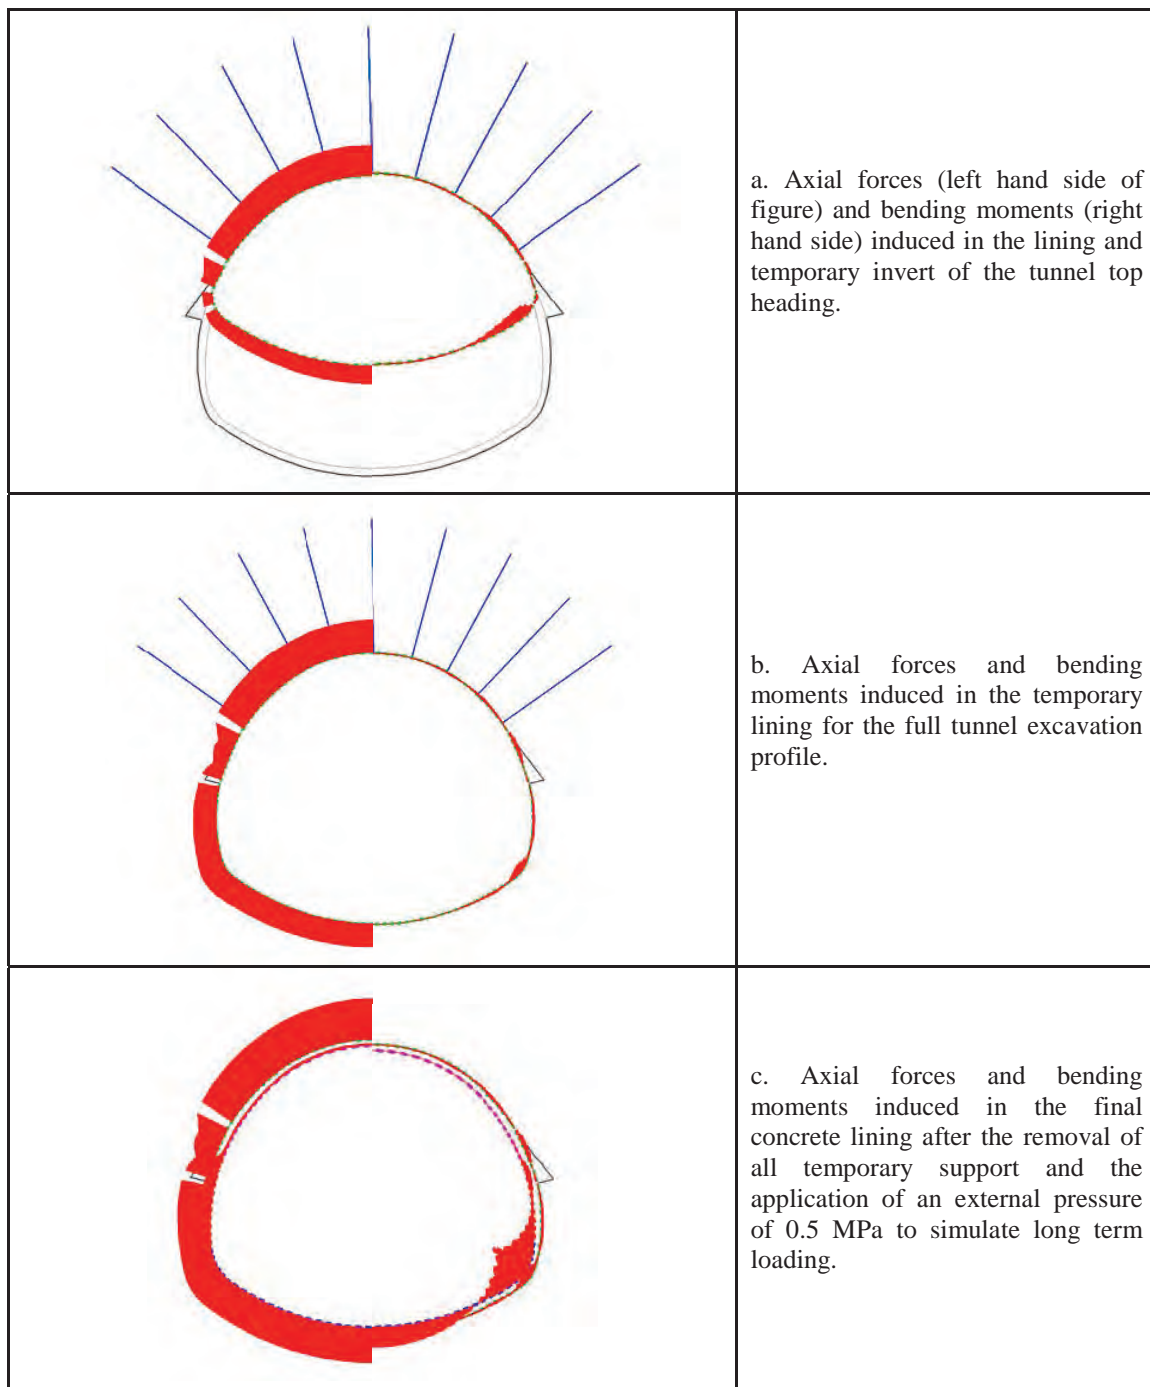 a. Axial forces (left hand side of
figure) and bending moments (right
hand side) induced in the lining and
temporary invert of the tunnel top
heading.
b. Axial forces and bending
moments induced in the temporary
lining for the full tunnel excavation
profile.
c. Axial forces and bending
moments induced in the final
concrete lining after the removal of
all temporary support and the
application of an external pressure
of 0.5 MPa to simulate long term
loading.